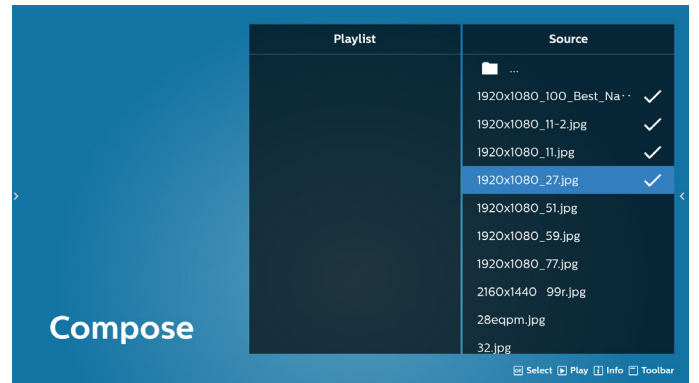 Playlist
Source
...
1920x1080_100_Best_Na··
1920x1080_11-2.jpg
1920x1080_11.jpg
1920x1080_27.jpg
1920x1080_51.jpg
1920x1080_59.jpg
1920x1080_77.jpg
2160x1440 99r.jpg
28eqpm.jpg
32.jpg
Compose
OK Select Play i Info Toolbar